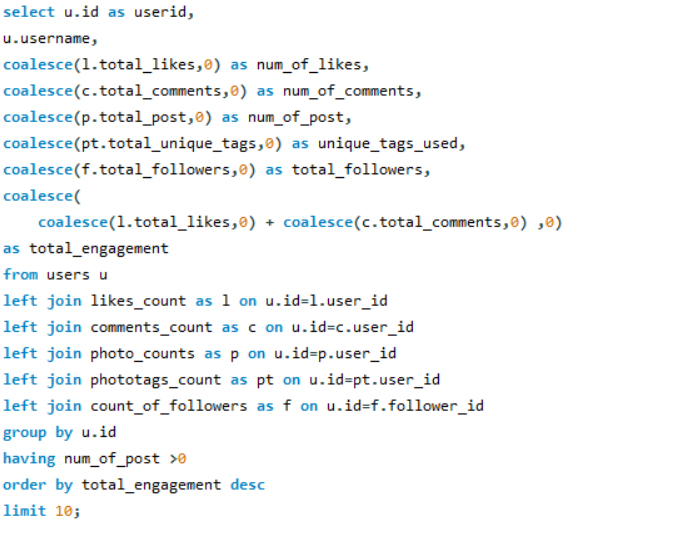 select u.id as userid,
u.username,
coalesce(l.total_likes,0) as num_of_likes,
coalesce(c.total_comments,0) as num_of_comments,
coalesce(p.total_post,0) as num_of_post,
coalesce(pt.total_unique_tags,0) as unique_tags_used,
coalesce(f.total_followers,0) as total_followers,
coalesce(
    coalesce(l.total_likes,0) + coalesce(c.total_comments,0) ,0)
as total_engagement
from users u
left join likes_count as l on u.id=l.user_id
left join comments_count as c on u.id=c.user_id
left join photo_counts as p on u.id=p.user_id
left join phototags_count as pt on u.id=pt.user_id
left join count_of_followers as f on u.id=f.follower_id
group by u.id
having num_of_post >0
order by total_engagement desc
limit 10;